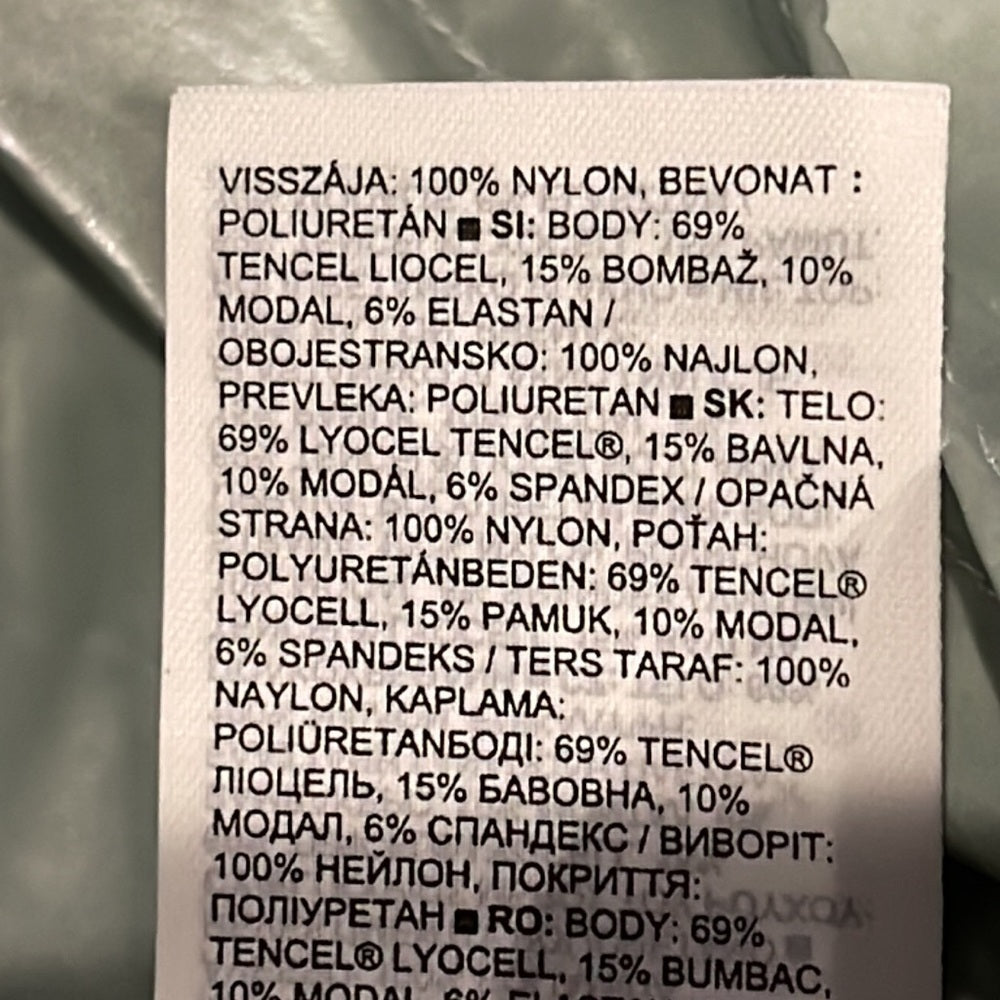 VISSZÁJA: 100% NYLON, BEVONAT :
POLIURETÁN ■ SI: BODY: 69%
TENCEL LIOCEL, 15% BOMBAŽ, 10%
MODAL, 6% ELASTAN /
OBOJESTRANSKO: 100% NAJLON,
PREVLEKA: POLIURETAN ■ SK: TELO:
69% LYOCEL TENCEL®, 15% BAVLNA,
10% MODÁL, 6% SPANDEX / OPAČNÁ
STRANA: 100% NYLON, POŤAH:
POLYURETÁNBEDEN: 69% TENCEL®
LYOCELL, 15% PAMUK, 10% MODAL,
6% SPANDEKS / TERS TARAF: 100%
NAYLON, KAPLAMA:
POLIÜRETANБОДІ: 69% TENCEL®
ЛІОЦЕЛЬ, 15% БАВОВНА, 10%
МОДАЛ, 6% СПАНДЕКС / ВИВОРІТ:
100% НЕЙЛОН, ПОКРИТТЯ:
ПОЛІУРЕТАН ■ RO: BODY: 69%
TENCEL® LYOCELL, 15% BUMBAC,
10% MODAL, 6%